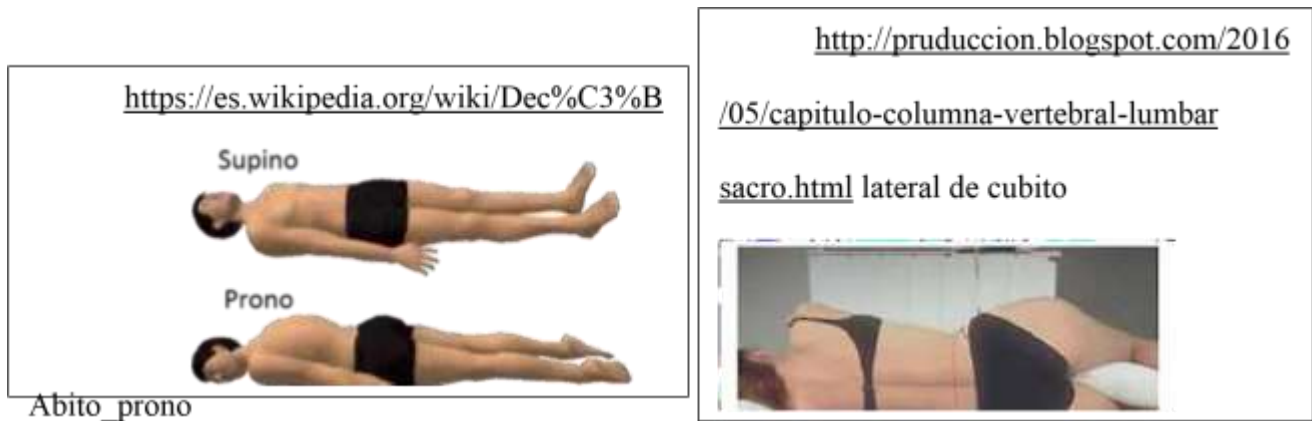 https://es.wikipedia.org/wiki/Dec%C3%B
Supino
Prono
Abito_prono
http://pruduccion.blogspot.com/2016
/05/capitulo-columna-vertebral-lumbar
sacro.html lateral de cubito